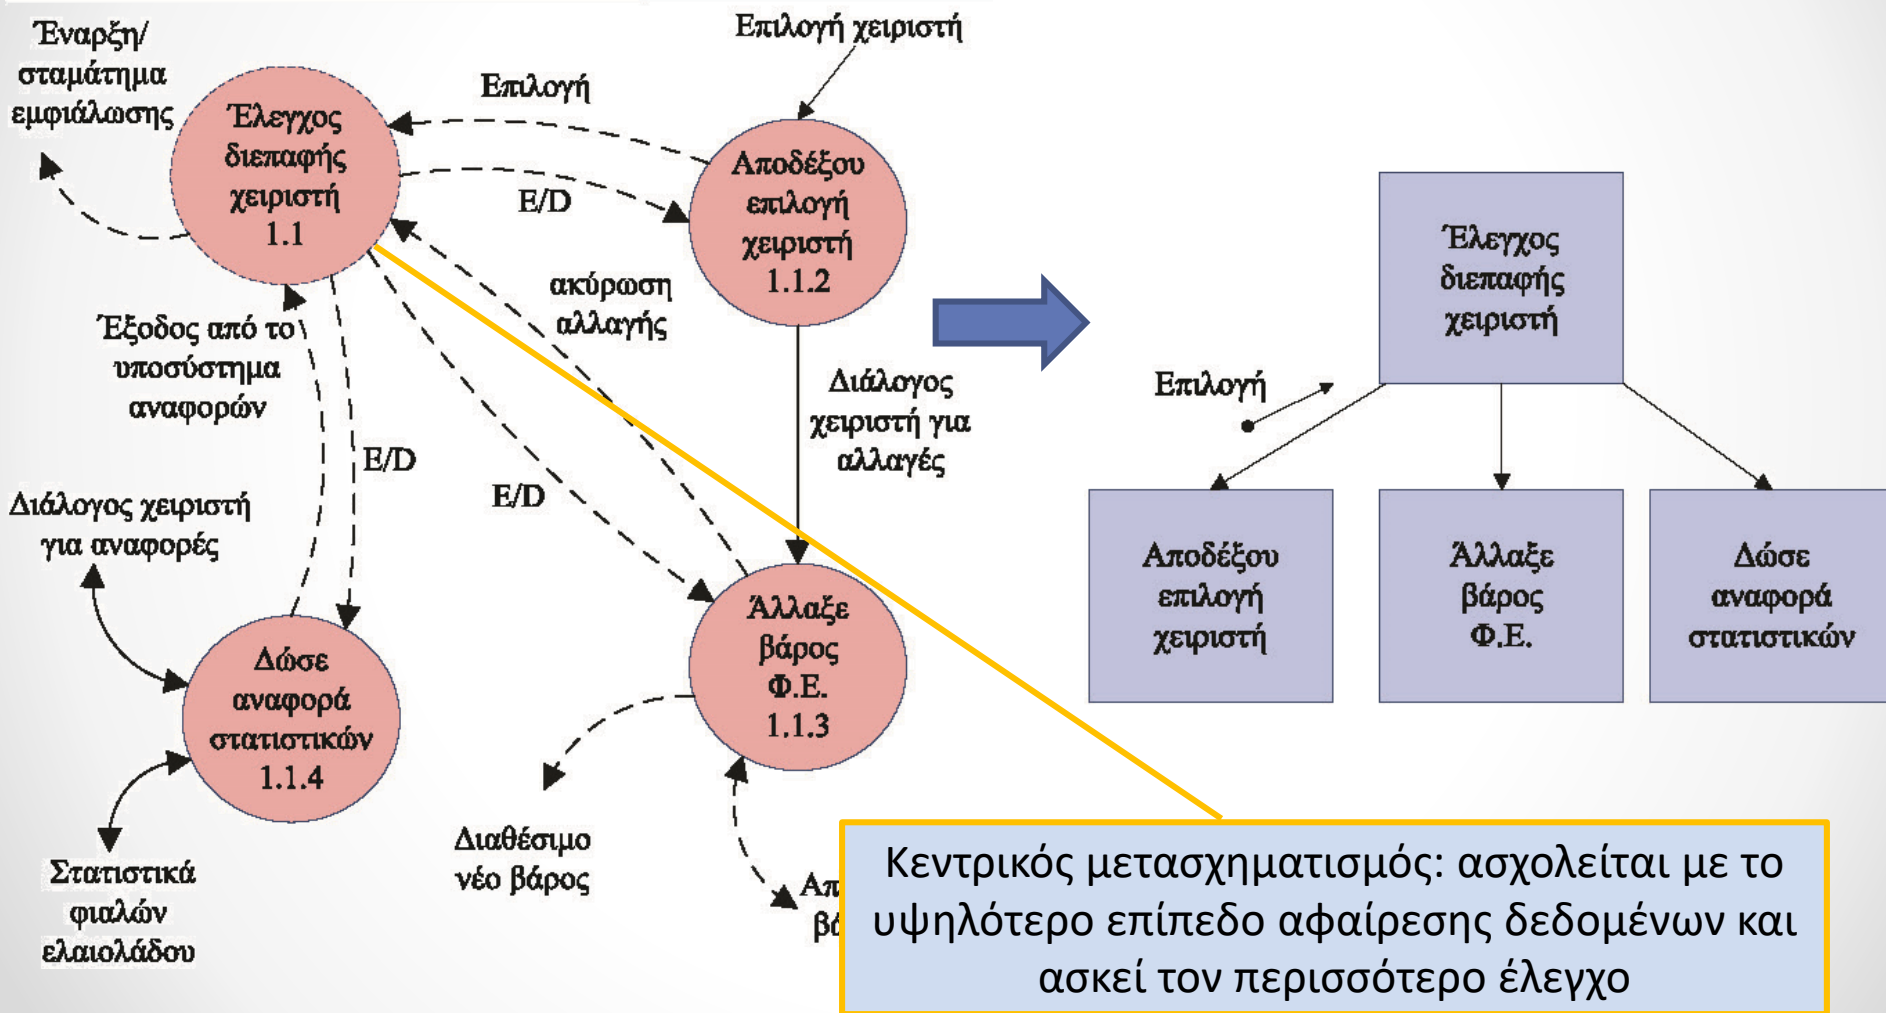 Έναρξη/
σταμάτημα
εμφιάλωσης
Επιλογή χειριστή
Επιλογή
Έλεγχος
διεπαφής
χειριστή
1.1
E/D
Αποδέξου
επιλογή
χειριστή
1.1.2
ακύρωση
αλλαγής
Έξοδος από το
υποσύστημα
αναφορών
E/D
E/D
Διάλογος
χειριστή για
αλλαγές
Διάλογος χειριστή
για αναφορές
Δώσε
αναφορά
στατιστικών
1.1.4
Άλλαξε
βάρος
Φ.Ε.
1.1.3
Στατιστικά
φιαλών
ελαιολάδου
Διαθέσιμο
νέο βάρος
Έλεγχος
διεπαφής
χειριστή
Επιλογή
Αποδέξου
επιλογή
χειριστή
Άλλαξε
βάρος
Φ.Ε.
Δώσε
αναφορά
στατιστικών
Κεντρικός μετασχηματισμός: ασχολείται με το
υψηλότερο επίπεδο αφαίρεσης δεδομένων και
ασκεί τον περισσότερο έλεγχο